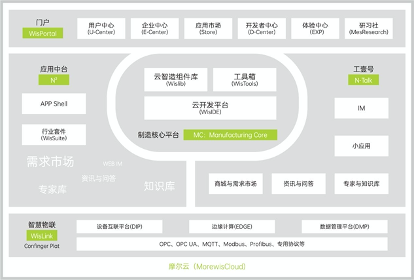 门户
WisPortal
用户中心
(U-Center)
企业中心
(E-Center)
应用市场
(Store)
开发者中心
(D-Center)
体验中心
(EXP)
研习社
(MesResearch)
应用中台
N³
APP Shell
行业套件
(WisSuite)
需求市场
资讯与问答
专家库
知识库
云智造组件库
(Wislib)
工具箱
(WisTools)
云开发平台
(WisIDE)
制造核心平台
MC, Manufacturing Core
工壹号
N-Talk
IM
小应用
商城与需求市场
资讯与问答
专家与知识库
智慧物联
WisLink
Confinger Plat
设备互联平台(DIP)
边缘计算(EDGE)
数据管理平台(DMP)
OPC、OPC UA、MQTT、Modbus、Profibus、专用协议等
摩尔云 (MorewisCloud)